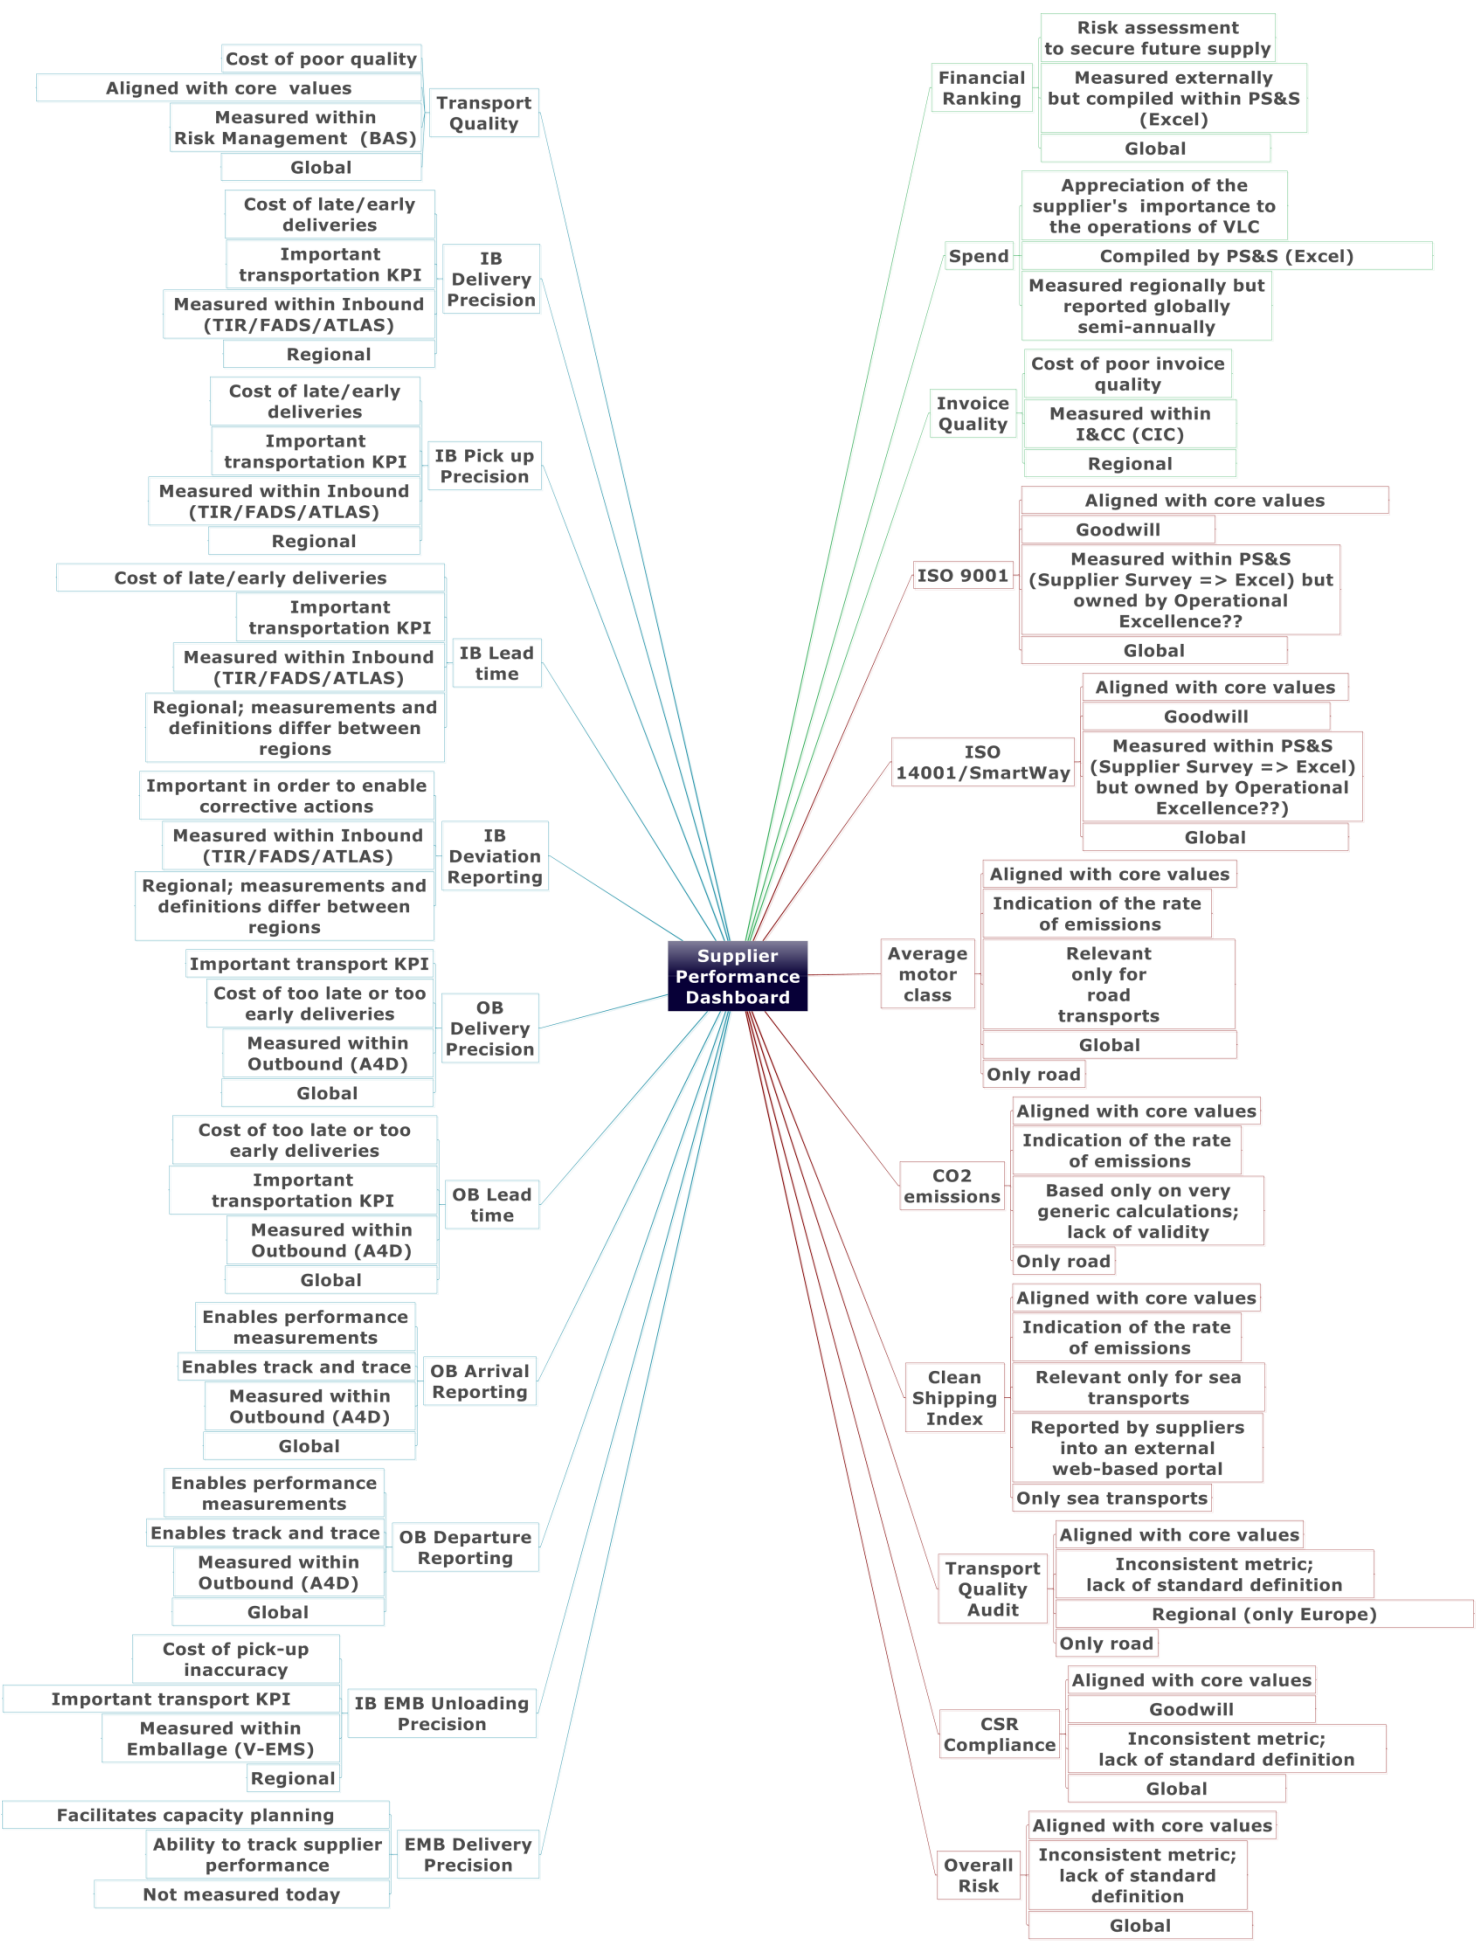 Supplier
Performance
Dashboard
Transport
Quality
Cost of poor quality
Aligned with core  values
Measured within
Risk Management  (BAS)
Global
IB
Delivery
Precision
Cost of late/early
deliveries
Important
transportation KPI
Measured within Inbound
(TIR/FADS/ATLAS)
Regional
IB Pick up
Precision
Cost of late/early
deliveries
Important
transportation KPI
Measured within Inbound
(TIR/FADS/ATLAS)
Regional
IB Lead
time
Cost of late/early deliveries
Important
transportation KPI
Measured within Inbound
(TIR/FADS/ATLAS)
Regional; measurements and
definitions differ between
regions
IB
Deviation
Reporting
Important in order to enable
corrective actions
Measured within Inbound
(TIR/FADS/ATLAS)
Regional; measurements and
definitions differ between
regions
OB
Delivery
Precision
Important transport KPI
Cost of too late or too
early deliveries
Measured within
Outbound (A4D)
Global
OB Lead
time
Cost of too late or too
early deliveries
Important
transportation KPI
Measured within
Outbound (A4D)
Global
OB Arrival
Reporting
Enables performance
measurements
Enables track and trace
Measured within
Outbound (A4D)
Global
OB Departure
Reporting
Enables performance
measurements
Enables track and trace
Measured within
Outbound (A4D)
Global
IB EMB Unloading
Precision
Cost of pick-up
inaccuracy
Important transport KPI
Measured within
Emballage (V-EMS)
Regional
EMB Delivery
Precision
Facilitates capacity planning
Ability to track supplier
performance
Not measured today
Financial
Ranking
Risk assessment
to secure future supply
Measured externally
but compiled within PS&S
(Excel)
Global
Spend
Appreciation of the
supplier's  importance to
the operations of VLC
Compiled by PS&S (Excel)
Measured regionally but
reported globally
semi-annually
Invoice
Quality
Cost of poor invoice
quality
Measured within
I&CC (CIC)
Regional
ISO 9001
Aligned with core values
Goodwill
Measured within PS&S
(Supplier Survey => Excel) but
owned by Operational
Excellence??
Global
ISO
14001/SmartWay
Aligned with core values
Goodwill
Measured within PS&S
(Supplier Survey => Excel)
but owned by Operational
Excellence??)
Global
Average
motor
class
Aligned with core values
Indication of the rate
of emissions
Relevant
only for
road
transports
Global
Only road
CO2
emissions
Aligned with core values
Indication of the rate
of emissions
Based only on very
generic calculations;
lack of validity
Only road
Clean
Shipping
Index
Aligned with core values
Indication of the rate
of emissions
Relevant only for sea
transports
Reported by suppliers
into an external
web-based portal
Only sea transports
Transport
Quality
Audit
Aligned with core values
Inconsistent metric;
lack of standard definition
Regional (only Europe)
Only road
CSR
Compliance
Aligned with core values
Goodwill
Inconsistent metric;
lack of standard definition
Global
Overall
Risk
Aligned with core values
Inconsistent metric;
lack of standard
definition
Global